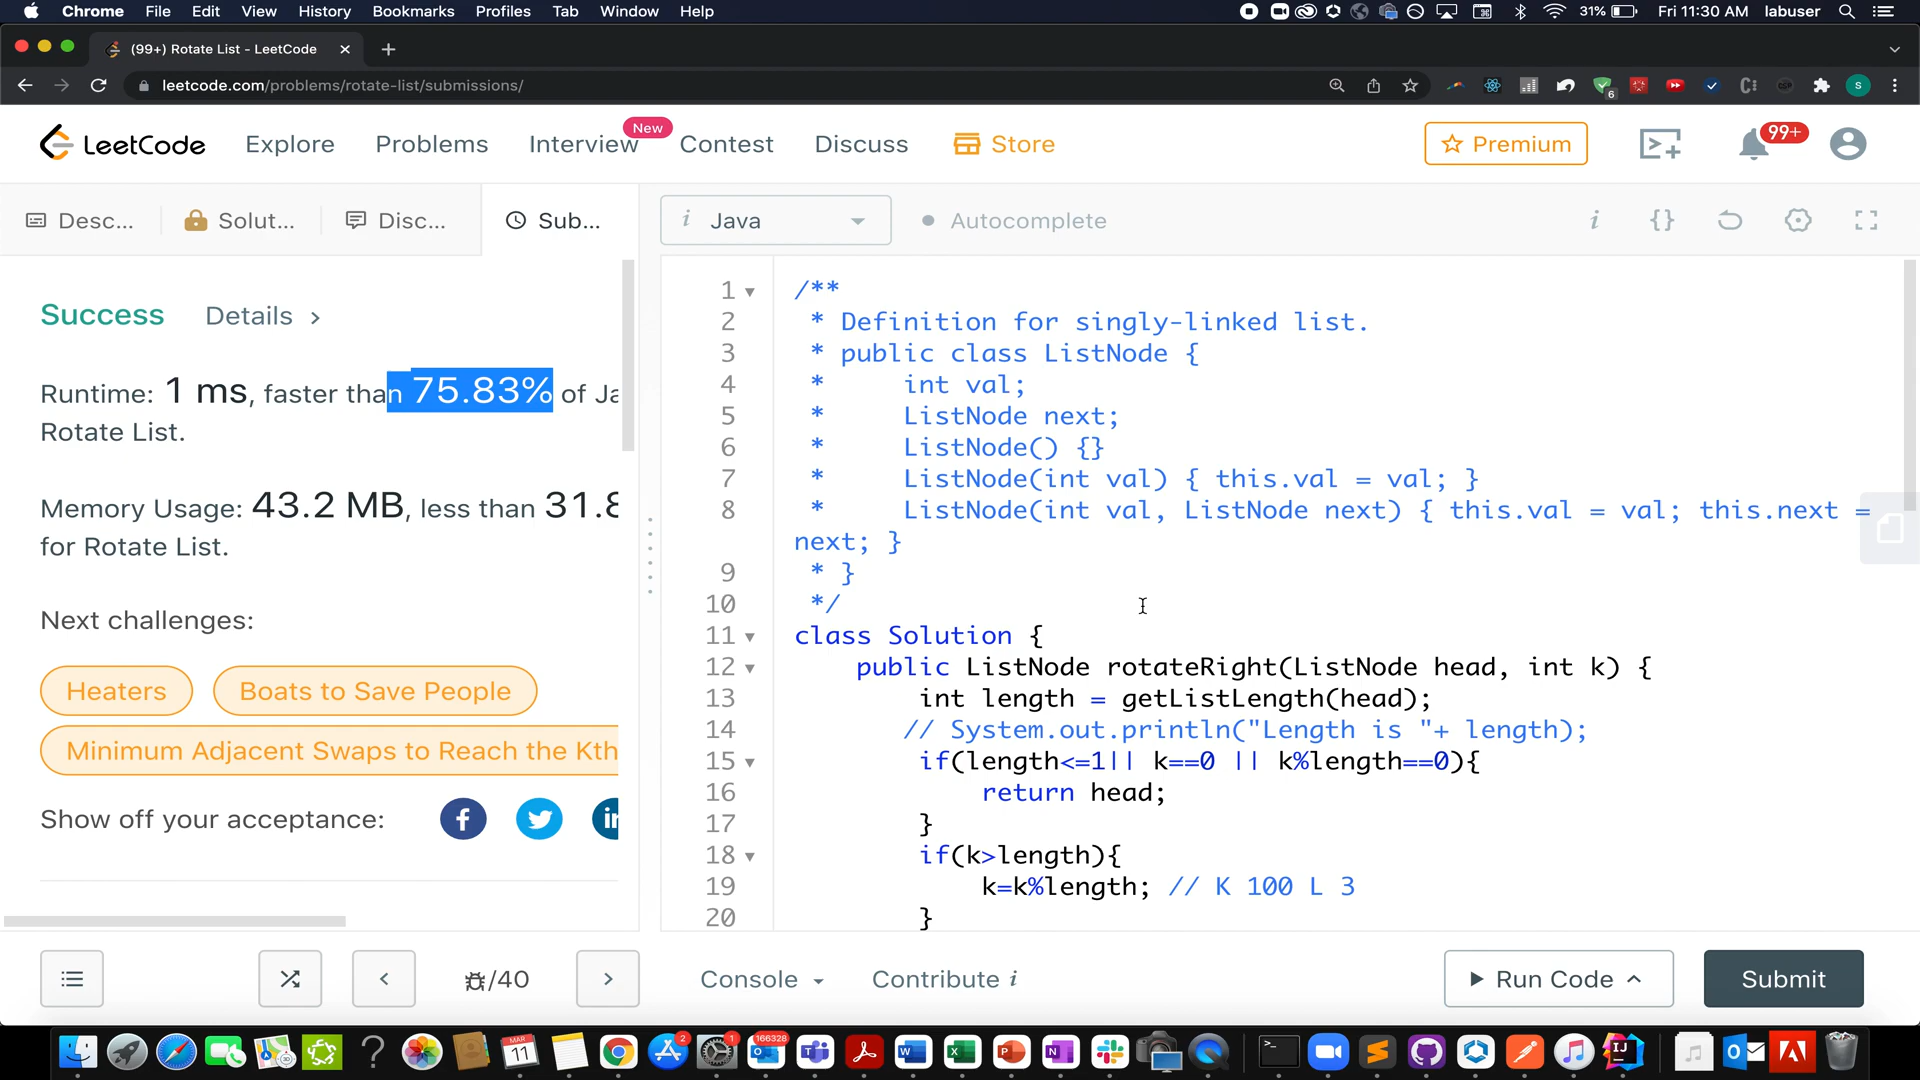 Chrome File Edit View History Bookmarks Profiles Tab Window Help 31% Fri 11:30 AM labuser
(99+) Rotate List - LeetCode
leetcode.com/problems/rotate-list/submissions/
6
S
LeetCode Explore Problems Interview New Contest Discuss Store Premium 99+
Desc... Solut... Disc... Sub...
i Java Autocomplete i {}
Success Details >
Runtime: 1 ms, faster than 75.83% of Ja
Rotate List.
Memory Usage: 43.2 MB, less than 31.8
for Rotate List.
Next challenges:
Heaters Boats to Save People
Minimum Adjacent Swaps to Reach the Kth
Show off your acceptance:
1 /**
2 * Definition for singly-linked list.
3 * public class ListNode {
4 *     int val;
5 *     ListNode next;
6 *     ListNode() {}
7 *     ListNode(int val) { this.val = val; }
8 *     ListNode(int val, ListNode next) { this.val = val; this.next =
next; }
9 * }
10 */
11 class Solution {
12     public ListNode rotateRight(ListNode head, int k) {
13         int length = getListLength(head);
14        // System.out.println("Length is "+ length);
15         if(length<=1|| k==0 || k%length==0){
16             return head;
17         }
18         if(k>length){
19             k=k%length; // K 100 L 3
20         }
/40
Console Contribute i Run Code Submit
MAR
11
2
1
166328